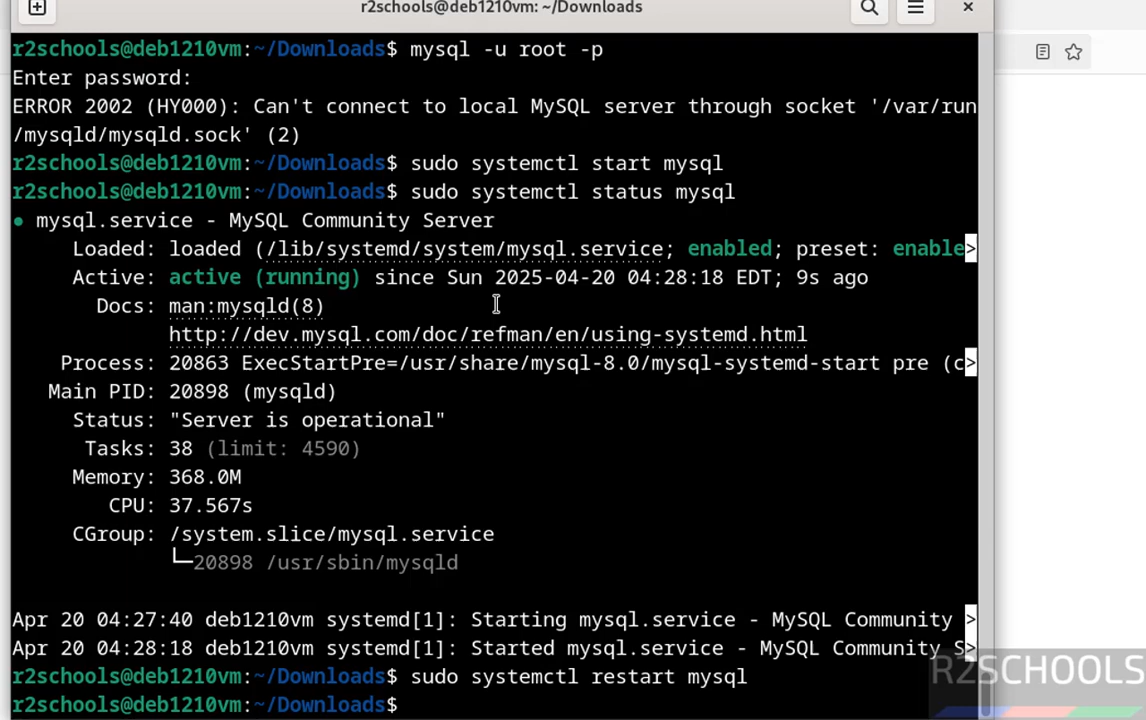 r2schools@deb1210vm: ~/Downloads
r2schools@deb1210vm:~/Downloads$ mysql -u root -p
Enter password:
ERROR 2002 (HY000): Can't connect to local MySQL server through socket '/var/run
/mysqld/mysqld.sock' (2)
r2schools@deb1210vm:~/Downloads$ sudo systemctl start mysql
r2schools@deb1210vm:~/Downloads$ sudo systemctl status mysql
● mysql.service - MySQL Community Server
Loaded: loaded (/lib/systemd/system/mysql.service; enabled; preset: enable>
Active: active (running) since Sun 2025-04-20 04:28:18 EDT; 9s ago
Docs: man:mysqld(8)
http://dev.mysql.com/doc/refman/en/using-systemd.html
Process: 20863 ExecStartPre=/usr/share/mysql-8.0/mysql-systemd-start pre (c>
Main PID: 20898 (mysqld)
Status: "Server is operational"
Tasks: 38 (limit: 4590)
Memory: 368.0M
CPU: 37.567s
CGroup: /system.slice/mysql.service
└─20898 /usr/sbin/mysqld
Apr 20 04:27:40 deb1210vm systemd[1]: Starting mysql.service - MySQL Community >
Apr 20 04:28:18 deb1210vm systemd[1]: Started mysql.service - MySQL Community S>
r2schools@deb1210vm:~/Downloads$ sudo systemctl restart mysql
r2schools@deb1210vm:~/Downloads$
R2SCHOOLS